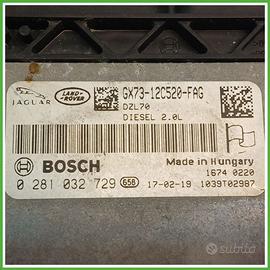 JAGUAR
LAND ROVER
GX73-12C520-FAG
DZL70
DIESEL 2.0L
BOSCH
Made in Hungary
1674 0220
0 281 032 729 658
17-02-19 1039T02987
subito